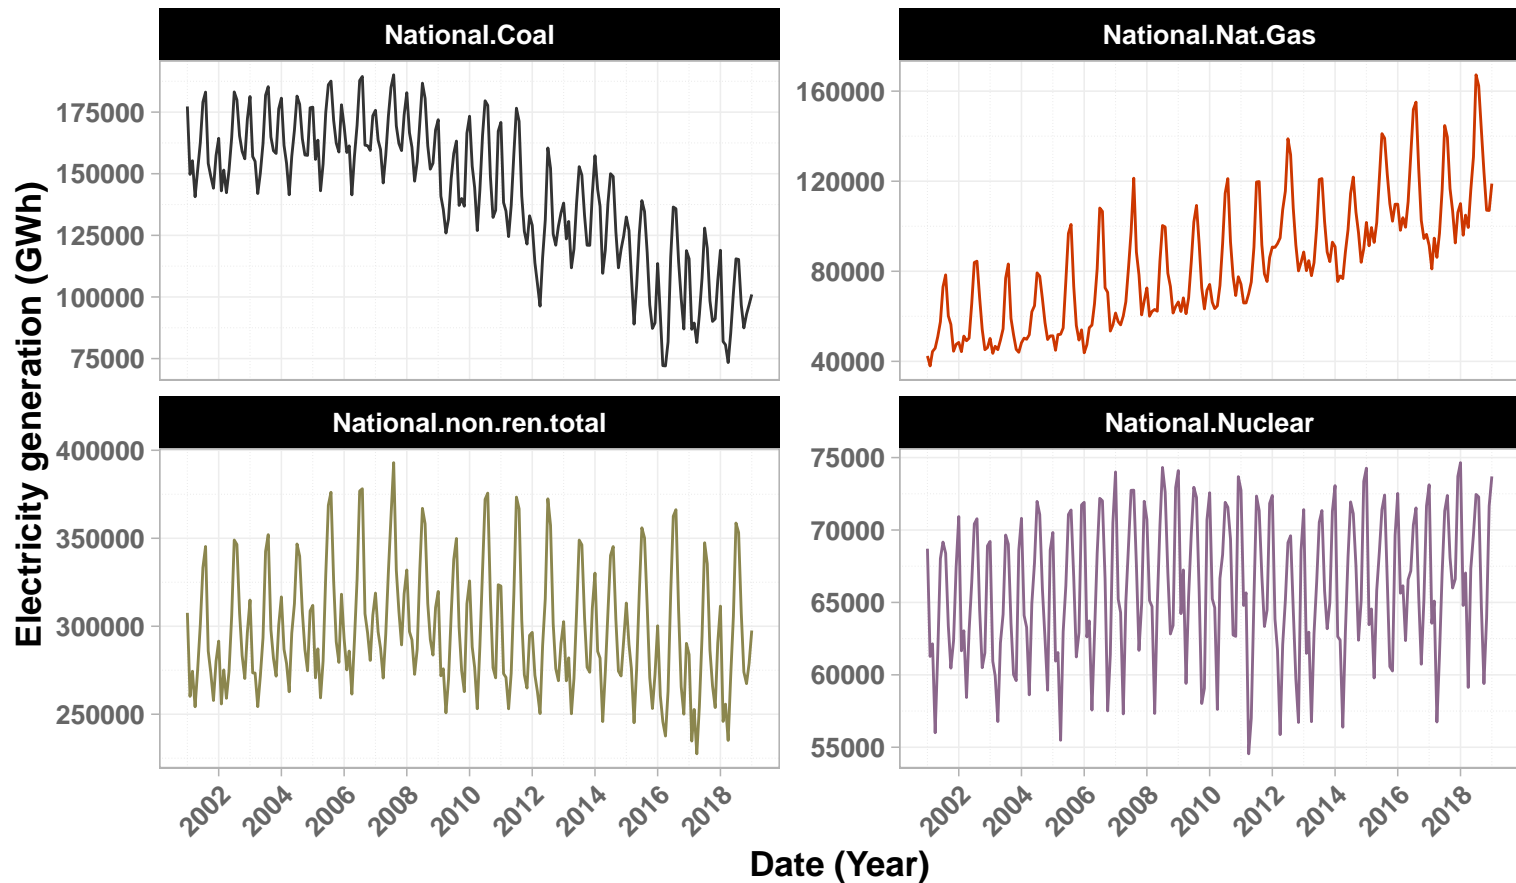 National.Coal
National.Nat.Gas
175000
150000
125000
100000
75000
160000
120000
80000
40000
National.non.ren.total
National.Nuclear
400000
350000
300000
250000
75000
70000
65000
60000
55000
2002 2004 2006 2008 2010 2012 2014 2016 2018
2002 2004 2006 2008 2010 2012 2014 2016 2018
Electricity generation (GWh)
Date (Year)